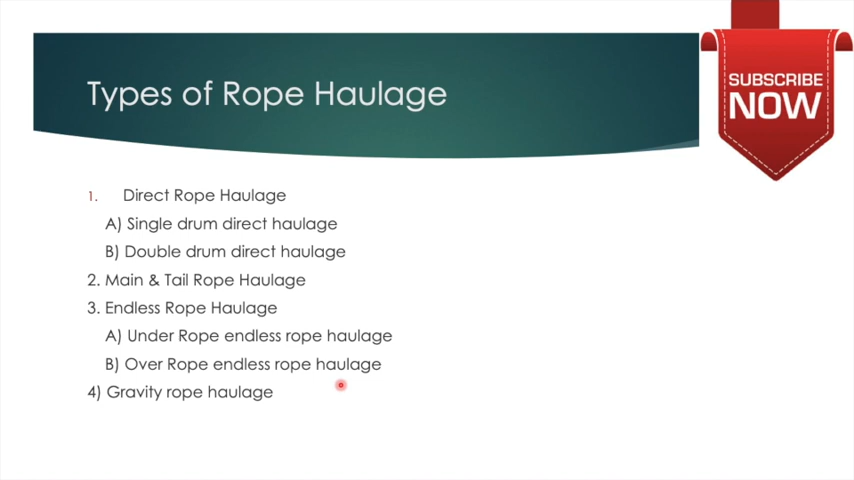 Types of Rope Haulage
SUBSCRIBE
NOW
1. Direct Rope Haulage
A) Single drum direct haulage
B) Double drum direct haulage
2. Main & Tail Rope Haulage
3. Endless Rope Haulage
A) Under Rope endless rope haulage
B) Over Rope endless rope haulage
4) Gravity rope haulage